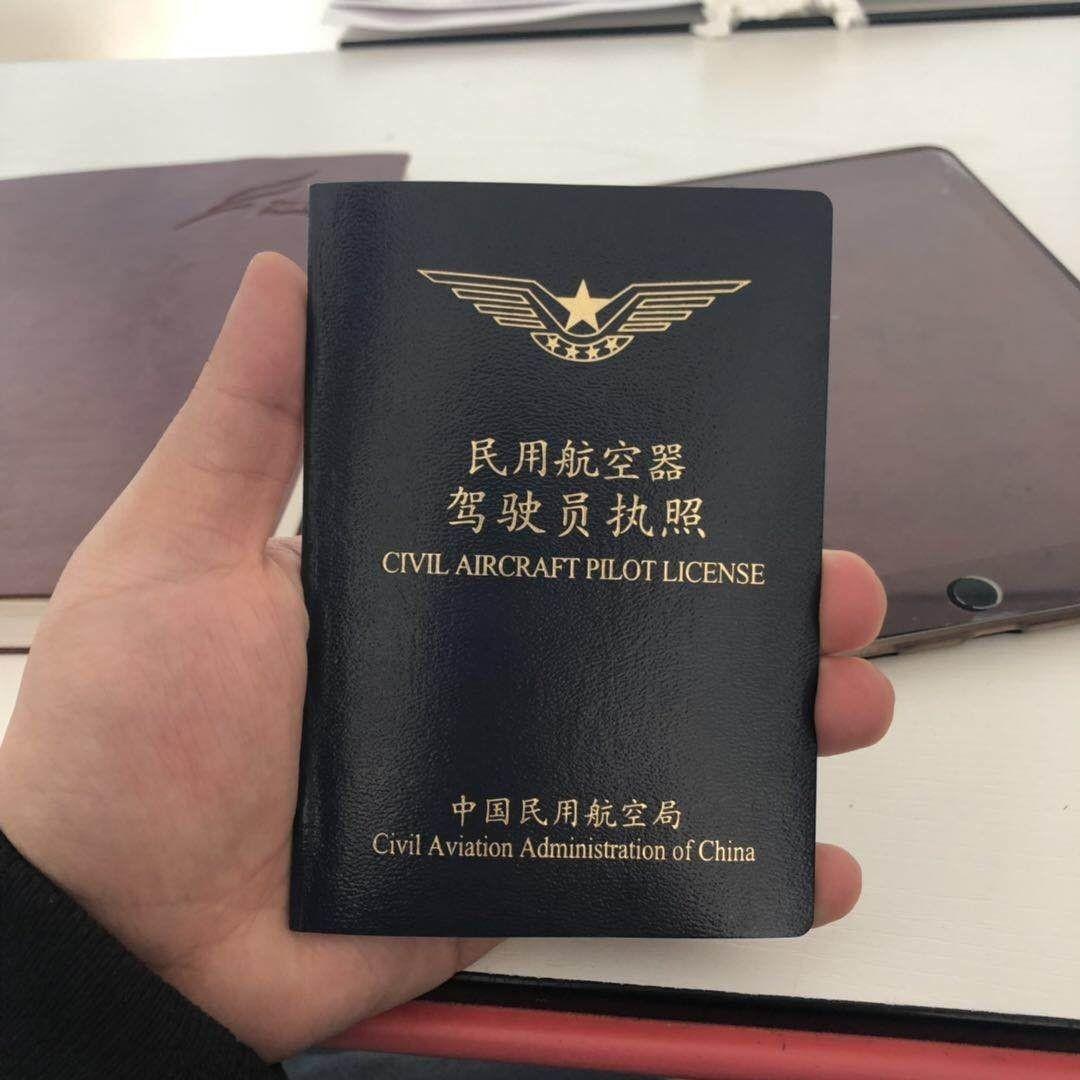 民用航空器
驾驶员执照
CIVIL AIRCRAFT PILOT LICENSE
中国民用航空局
Civil Aviation Administration of China